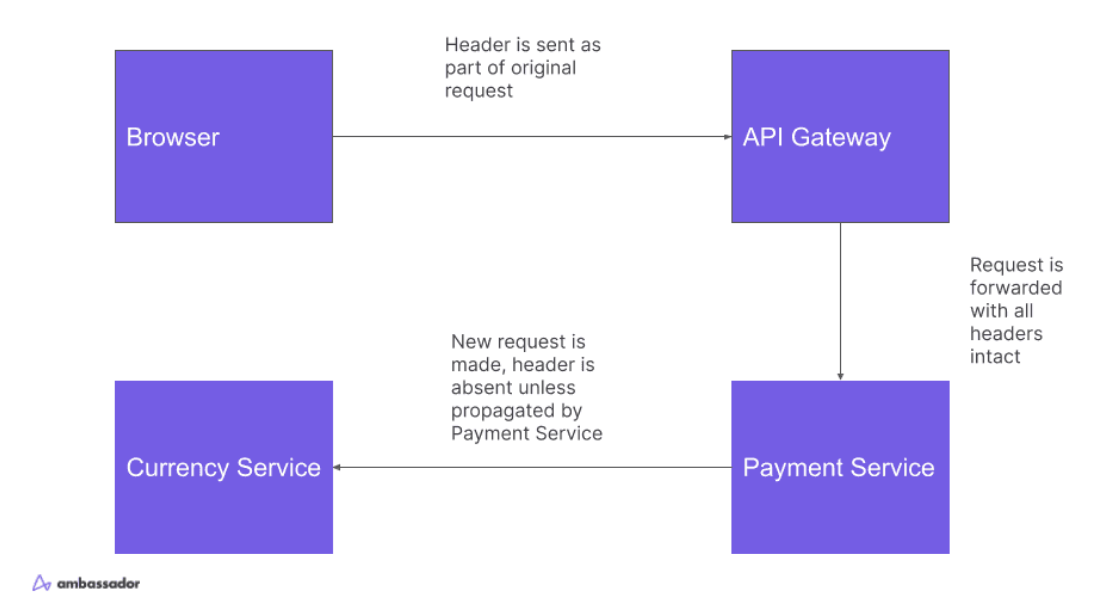 Header is sent as
part of original
request
Browser
API Gateway
Request is
forwarded
with all
headers
intact
New request is
made, header is
absent unless
propagated by
Payment Service
Currency Service
Payment Service
ambassador